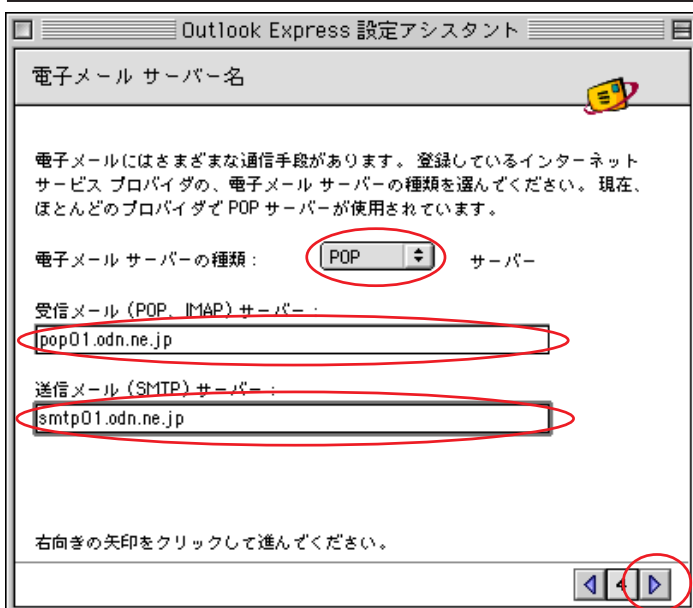 Outlook Express 設定アシスタント
電子メール サーバー名
電子メールにはさまざまな通信手段があります。登録しているインターネット
サービス プロバイダの、電子メール サーバーの種類を選んでください。現在、
ほとんどのプロバイダで POP サーバーが使用されています。
電子メール サーバーの種類： POP サーバー
受信メール（POP、IMAP）サーバー：
pop01.odn.ne.jp
送信メール（SMTP）サーバー：
smtp01.odn.ne.jp
右向きの矢印をクリックして進んでください。
4